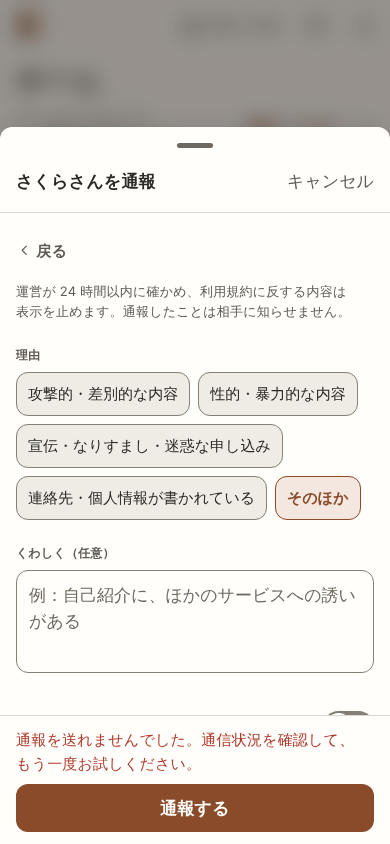 さくらさんを通報
キャンセル
戻る
運営が 24 時間以内に確かめ、利用規約に反する内容は
表示を止めます。通報したことは相手に知らせません。
理由
攻撃的・差別的な内容
性的・暴力的な内容
宣伝・なりすまし・迷惑な申し込み
連絡先・個人情報が書かれている
そのほか
くわしく（任意）
例：自己紹介に、ほかのサービスへの誘い
がある
通報を送れませんでした。通信状況を確認して、
もう一度お試しください。
通報する